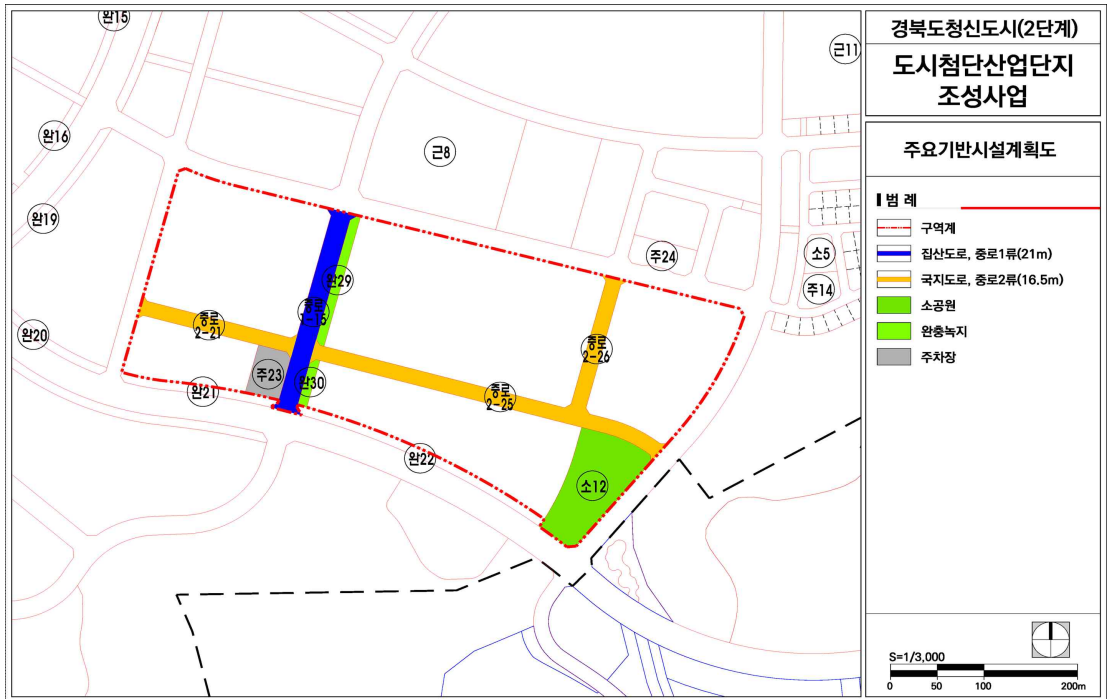 경북도청신도시(2단계)
도시첨단산업단지
조성사업
주요기반시설계획도
범 례
구역계
집산도로, 중로1류(21m)
국지도로, 중로2류(16.5m)
소공원
완충녹지
주차장
S=1/3,000
0 50 100 200m
완15
근11
완16
근8
완19
주24
소5
완29
주14
중로
1-15
중로
2-21
완20
중로
2-26
주23
완30
완21
중로
2-25
완22
소12